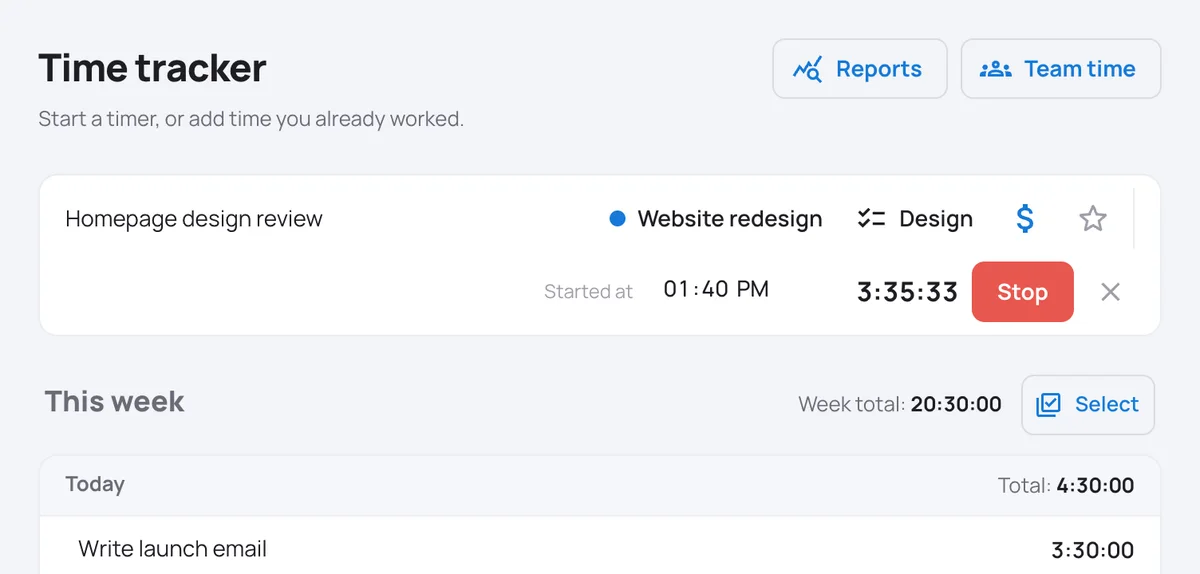 Time tracker
Reports
Team time
Start a timer, or add time you already worked.
Homepage design review
Website redesign
Design
$
Started at
01:40 PM
3:35:33
Stop
This week
Week total: 20:30:00
Select
Today
Total: 4:30:00
Write launch email
3:30:00